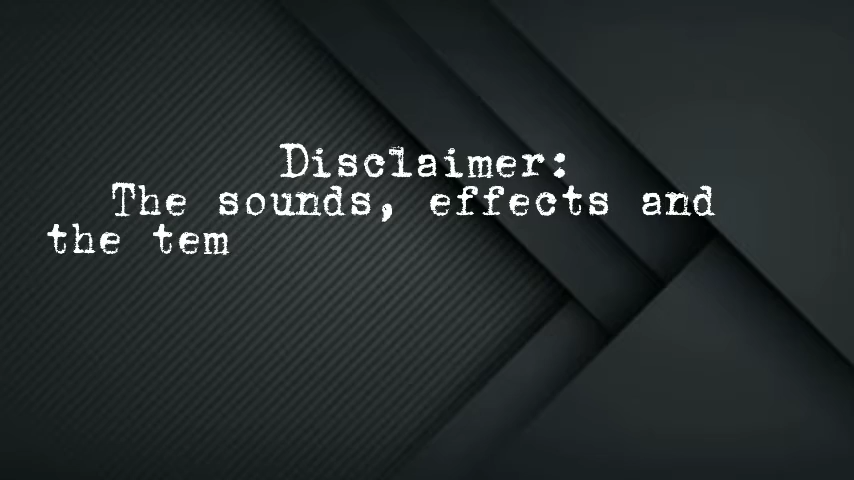 Disclaimer:
The sounds, effects and
the tem